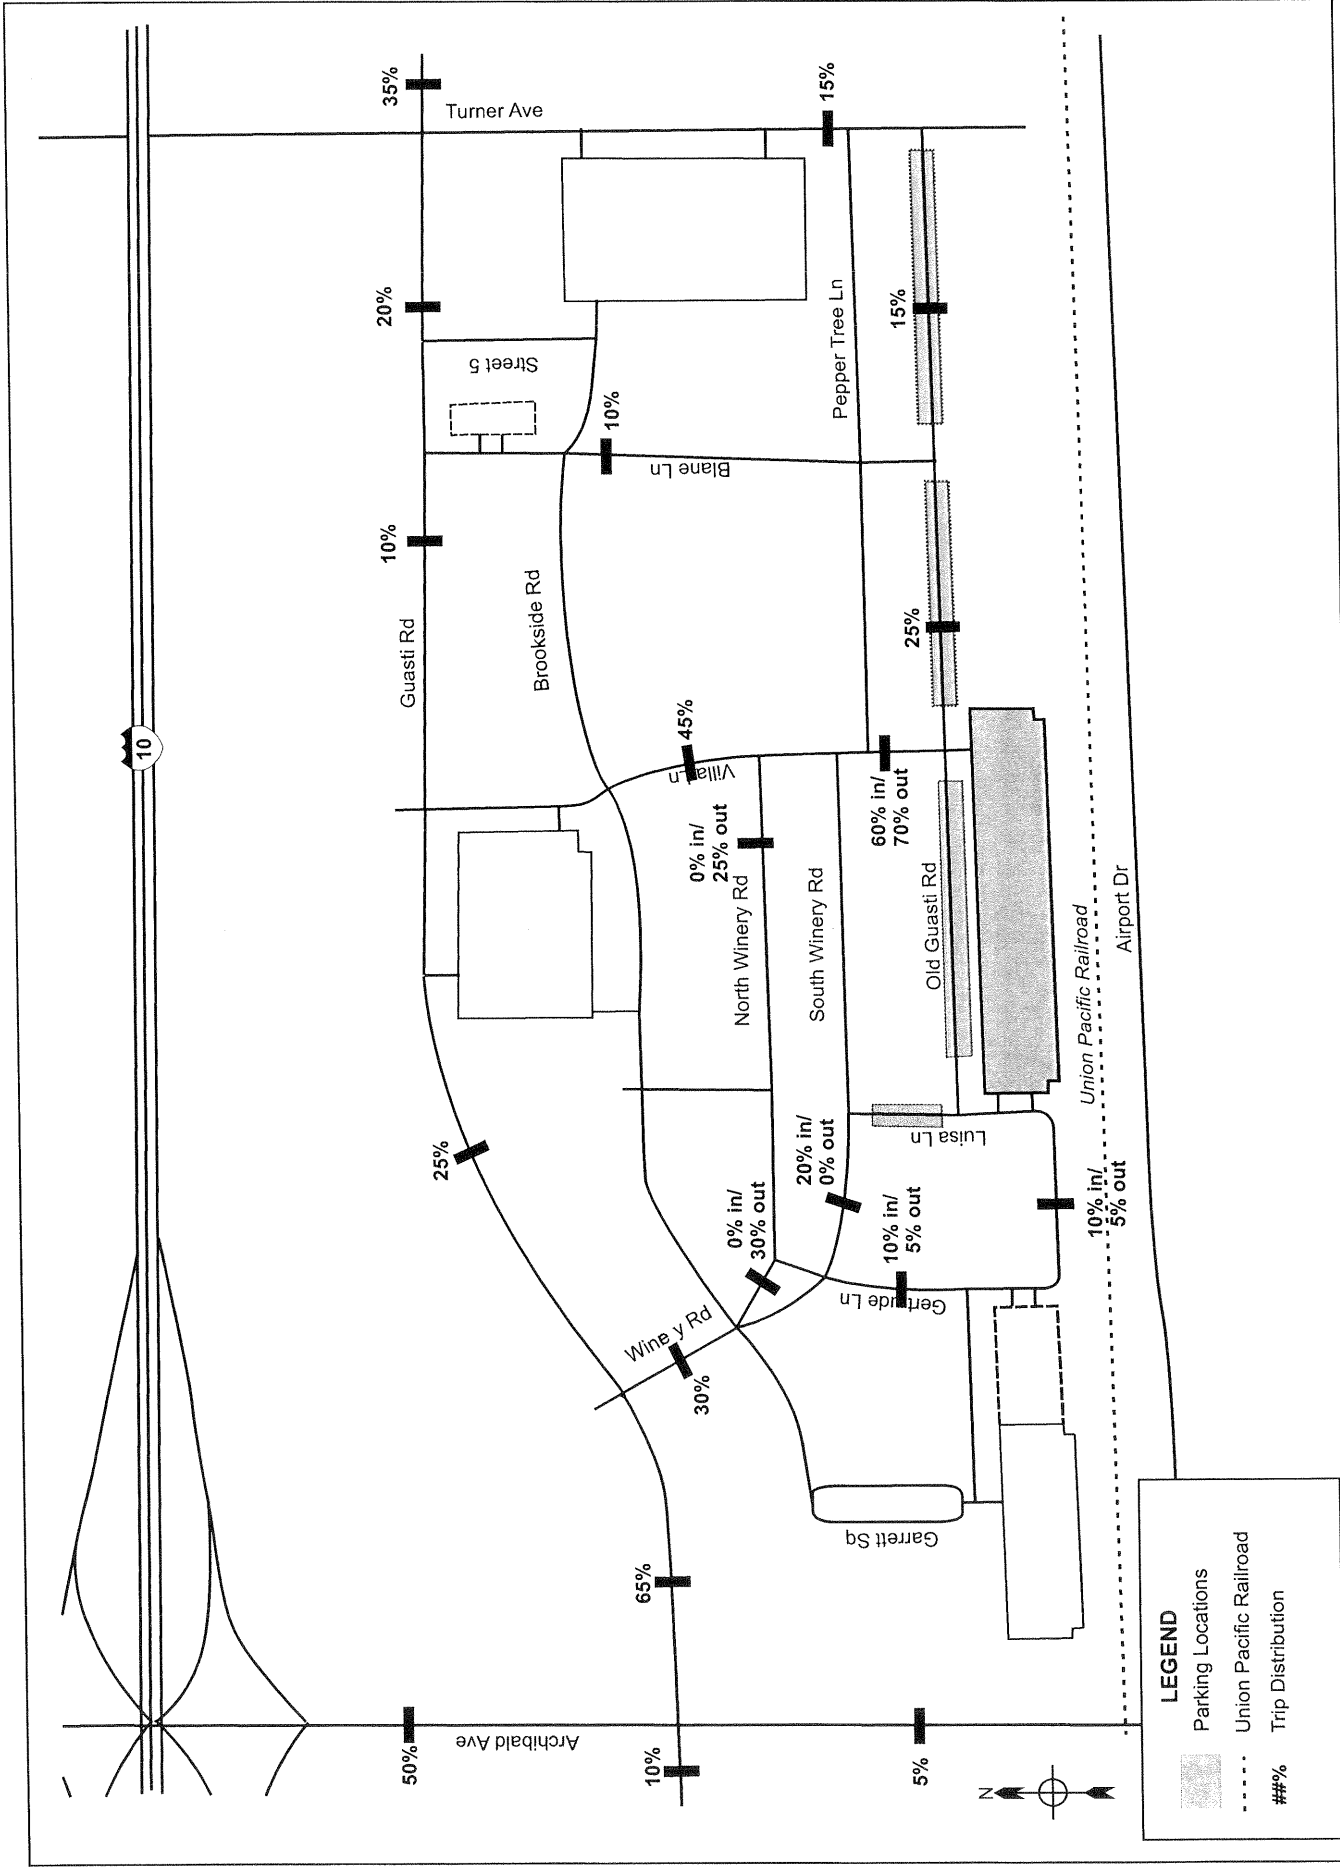 10
50%
10%
Archibald Ave
5%
65%
30%
Winery Rd
Garrett Sq
25%
0% in/
30% out
20% in/
0% out
10% in/
5% out
Gertrude Ln
10% in/
5% out
Luisa Ln
Guasti Rd
Brookside Rd
Villa Ln
45%
0% in/
25% out
North Winery Rd
South Winery Rd
60% in/
70% out
Old Guasti Rd
25%
Union Pacific Railroad
Airport Dr
10%
Blane Ln
10%
Street 5
20%
Pepper Tree Ln
15%
35%
Turner Ave
15%
N
LEGEND
Parking Locations
Union Pacific Railroad
##% Trip Distribution